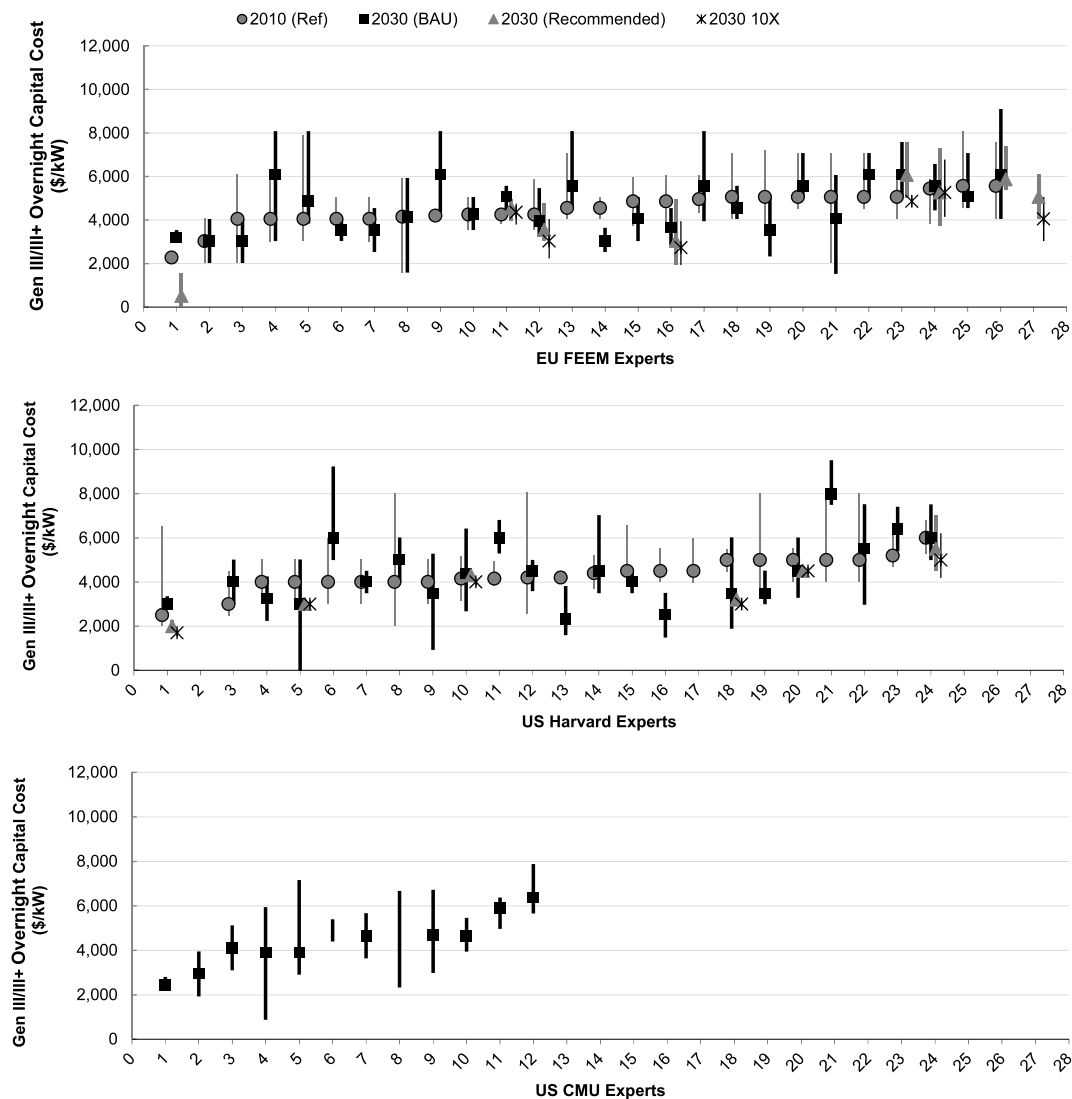 2010 (Ref) 2030 (BAU) 2030 (Recommended) 2030 10X
Gen III/III+ Overnight Capital Cost
($/kW)
12,000
10,000
8,000
6,000
4,000
2,000
0
0 1 2 3 4 5 6 7 8 9 10 11 12 13 14 15 16 17 18 19 20 21 22 23 24 25 26 27 28
EU FEEM Experts
Gen III/III+ Overnight Capital Cost
($/kW)
12,000
10,000
8,000
6,000
4,000
2,000
0
0 1 2 3 4 5 6 7 8 9 10 11 12 13 14 15 16 17 18 19 20 21 22 23 24 25 26 27 28
US Harvard Experts
Gen III/III+ Overnight Capital Cost
($/kW)
12,000
10,000
8,000
6,000
4,000
2,000
0
0 1 2 3 4 5 6 7 8 9 10 11 12 13 14 15 16 17 18 19 20 21 22 23 24 25 26 27 28
US CMU Experts